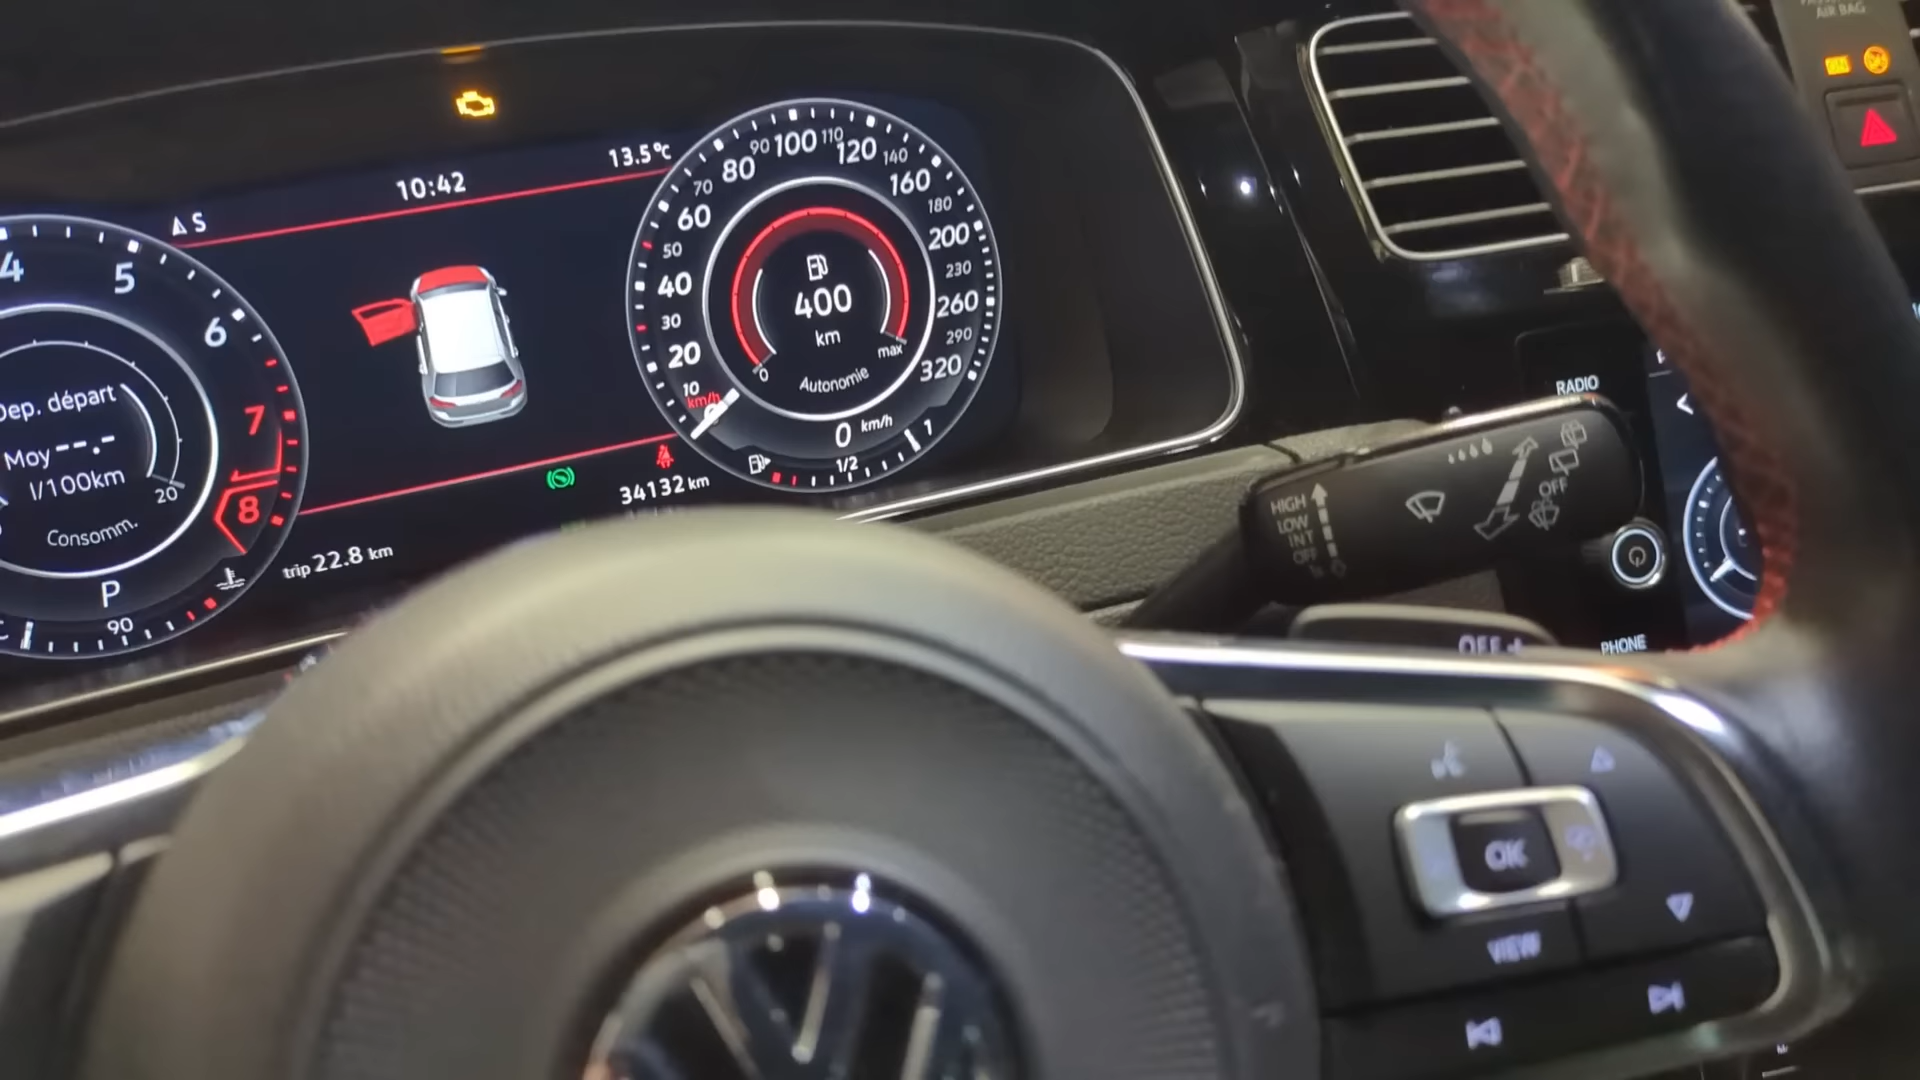 AIR BAG
10:42
13.5°C
S
4
5
6
7
8
Dep. départ
Moy --.-
l/100km
20
Consomm.
P
90
trip 22.8 km
34132 km
10
20
30
40
50
60
70
80
90
100
110
120
140
160
180
200
230
260
290
320
km/h
400
km
0
max
Autonomie
0 km/h
1/2
1
RADIO
PHONE
HIGH
LOW
INT
OFF
OFF
OFF +
OK
VIEW